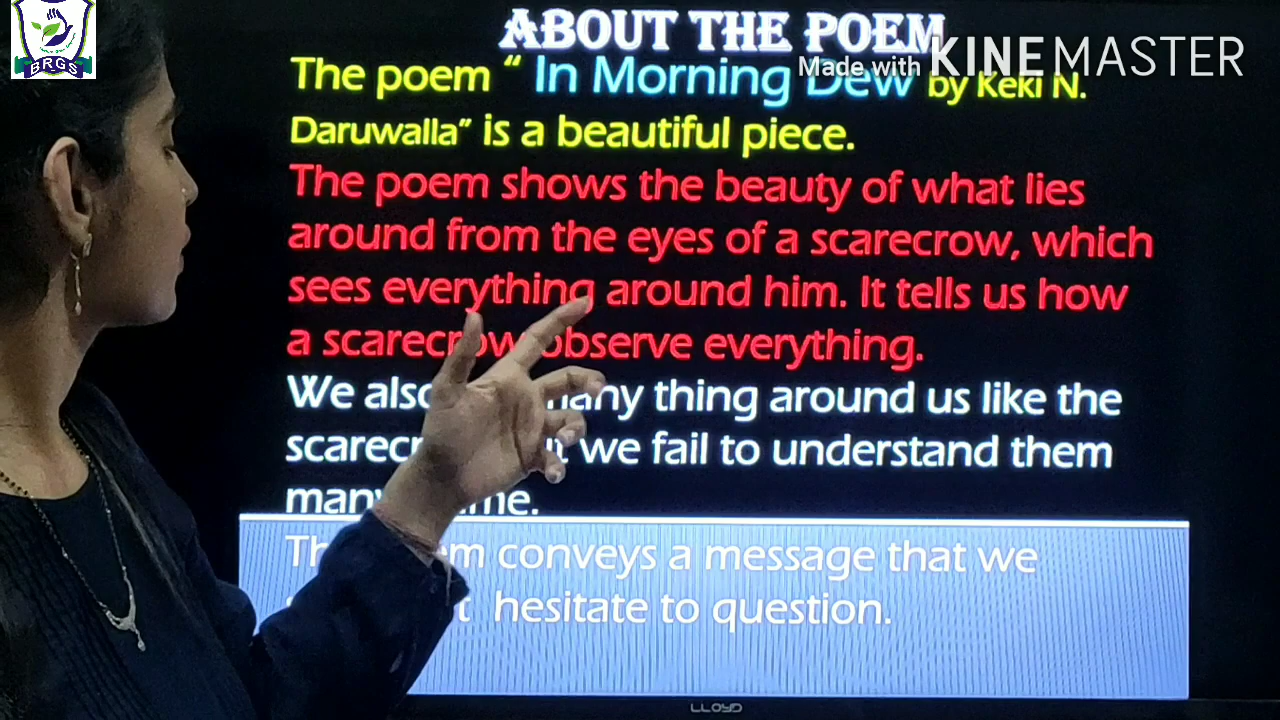 BRGS
ABOUT THE POEM
Made with KINEMASTER
The poem “ In Morning Dew by Keki N.
Daruwalla” is a beautiful piece.
The poem shows the beauty of what lies
around from the eyes of a scarecrow, which
sees everything around him. It tells us how
a scarecrow observe everything.
We also many thing around us like the
we fail to understand them
conveys a message that we
hesitate to question.
LLOYD